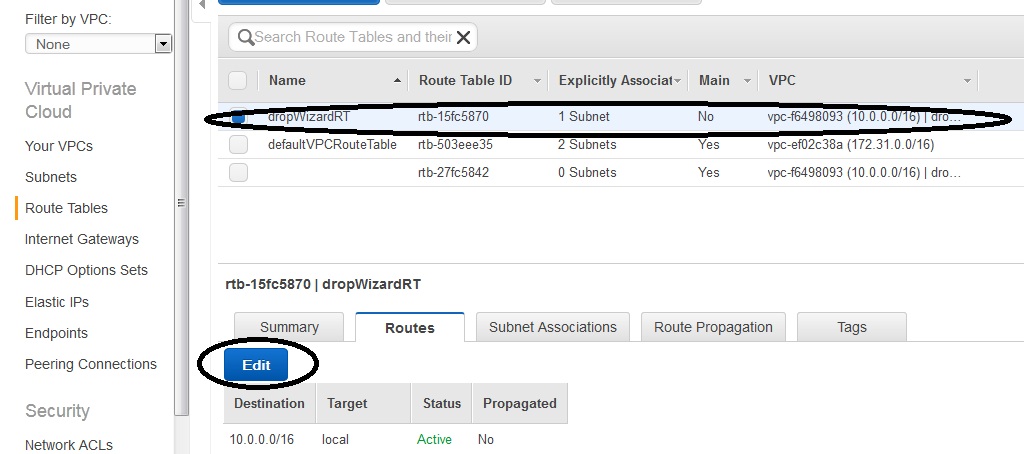 Filter by VPC:
None
Virtual Private
Cloud
Your VPCs
Subnets
Route Tables
Internet Gateways
DHCP Options Sets
Elastic IPs
Endpoints
Peering Connections
Security
Network ACLs
Search Route Tables and their
Name Route Table ID Explicitly Associat Main VPC
dropWizardRT rtb-15fc5870 1 Subnet No vpc-f6498093 (10.0.0.0/16) | dro...
defaultVPCRouteTable rtb-503eee35 2 Subnets Yes vpc-ef02c38a (172.31.0.0/16)
rtb-27fc5842 0 Subnets Yes vpc-f6498093 (10.0.0.0/16) | dro...
rtb-15fc5870 | dropWizardRT
Summary Routes Subnet Associations Route Propagation Tags
Edit
Destination Target Status Propagated
10.0.0.0/16 local Active No